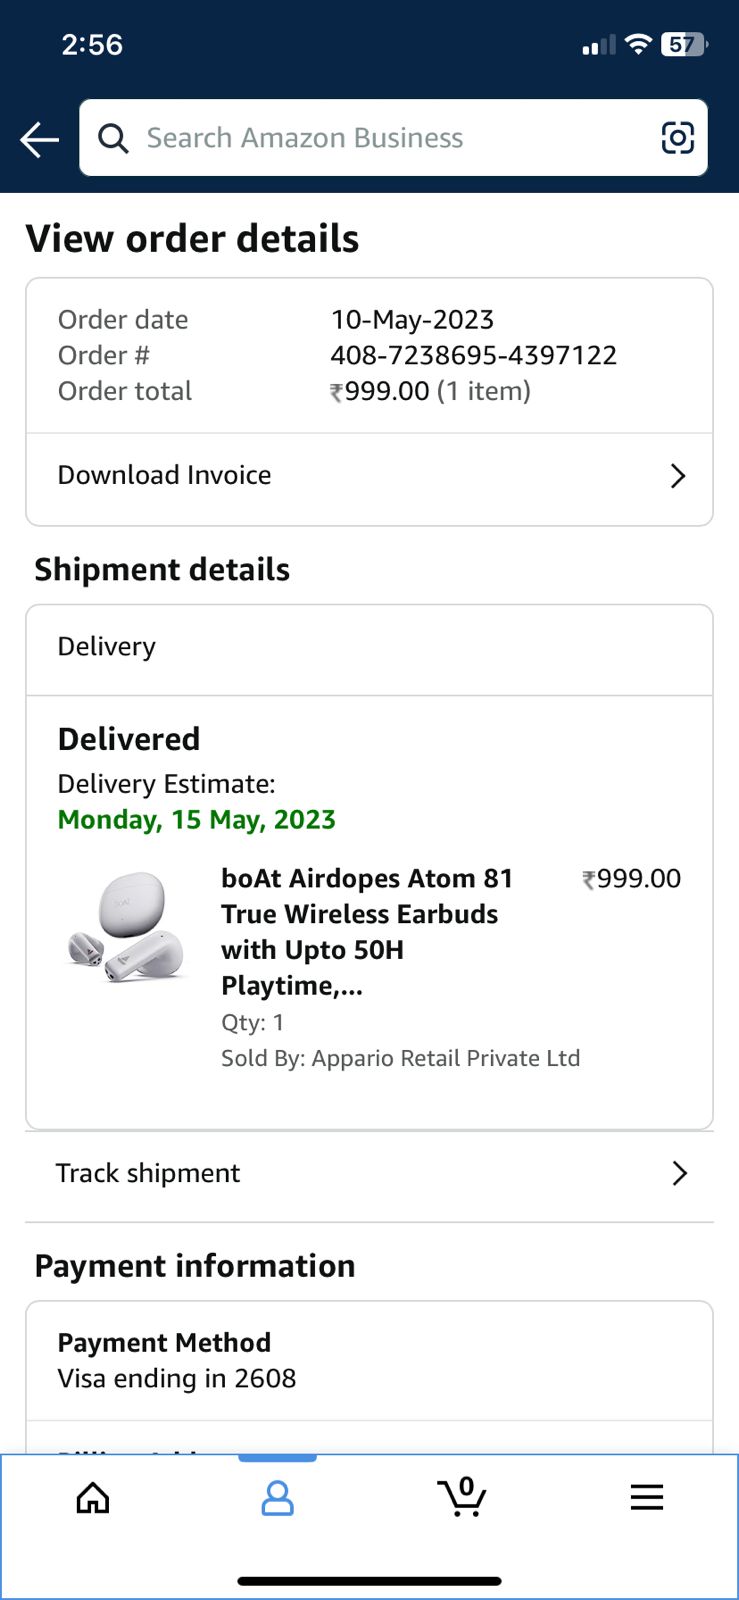 2:56
57
Search Amazon Business
View order details
Order date 10-May-2023
Order # 408-7238695-4397122
Order total ₹999.00 (1 item)
Download Invoice
Shipment details
Delivery
Delivered
Delivery Estimate:
Monday, 15 May, 2023
boAt Airdopes Atom 81 ₹999.00
True Wireless Earbuds
with Upto 50H
Playtime,...
Qty: 1
Sold By: Appario Retail Private Ltd
Track shipment
Payment information
Payment Method
Visa ending in 2608
0